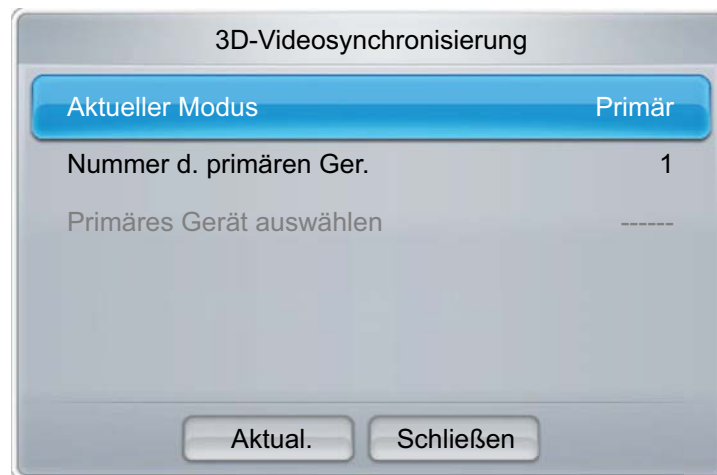 3D-Videosynchronisierung
Aktueller Modus Primär
Nummer d. primären Ger. 1
Primäres Gerät auswählen ------
Aktual. Schließen